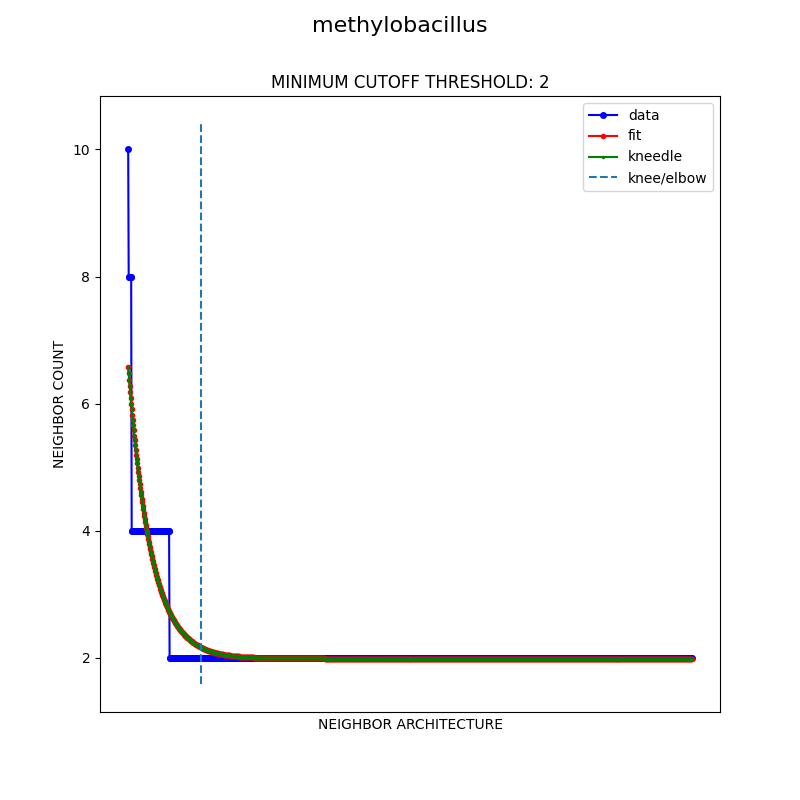 methylobacillus
MINIMUM CUTOFF THRESHOLD: 2
data
fit
kneedle
knee/elbow
10
8
6
4
2
NEIGHBOR COUNT
NEIGHBOR ARCHITECTURE